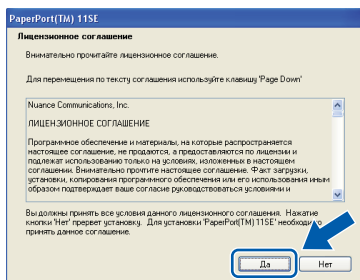 PaperPort(TM) 11SE
Лицензионное соглашение
Внимательно прочитайте лицензионное соглашение.
Для перемещения по тексту соглашения используйте клавишу 'Page Down'
Nuance Communications, Inc.
ЛИЦЕНЗИОННОЕ СОГЛАШЕНИЕ
Программное обеспечение и материалы, на которые распространяется
настоящее соглашение, не продаются, а предоставляются по лицензии и
подлежат использованию только на условиях, изложенных в настоящем
соглашении. Внимательно прочтите настоящее соглашение. Факт загрузки,
установки, копирования программного обеспечения или его использования иным
образом подтверждает ваше согласие руководствоваться условиями и
Вы должны принять все условия данного лицензионного соглашения. Нажатие
кнопки 'Нет' прервет установку. Для установки 'PaperPort(TM) 11SE' необходимо
принять данное соглашение.
Да
Нет